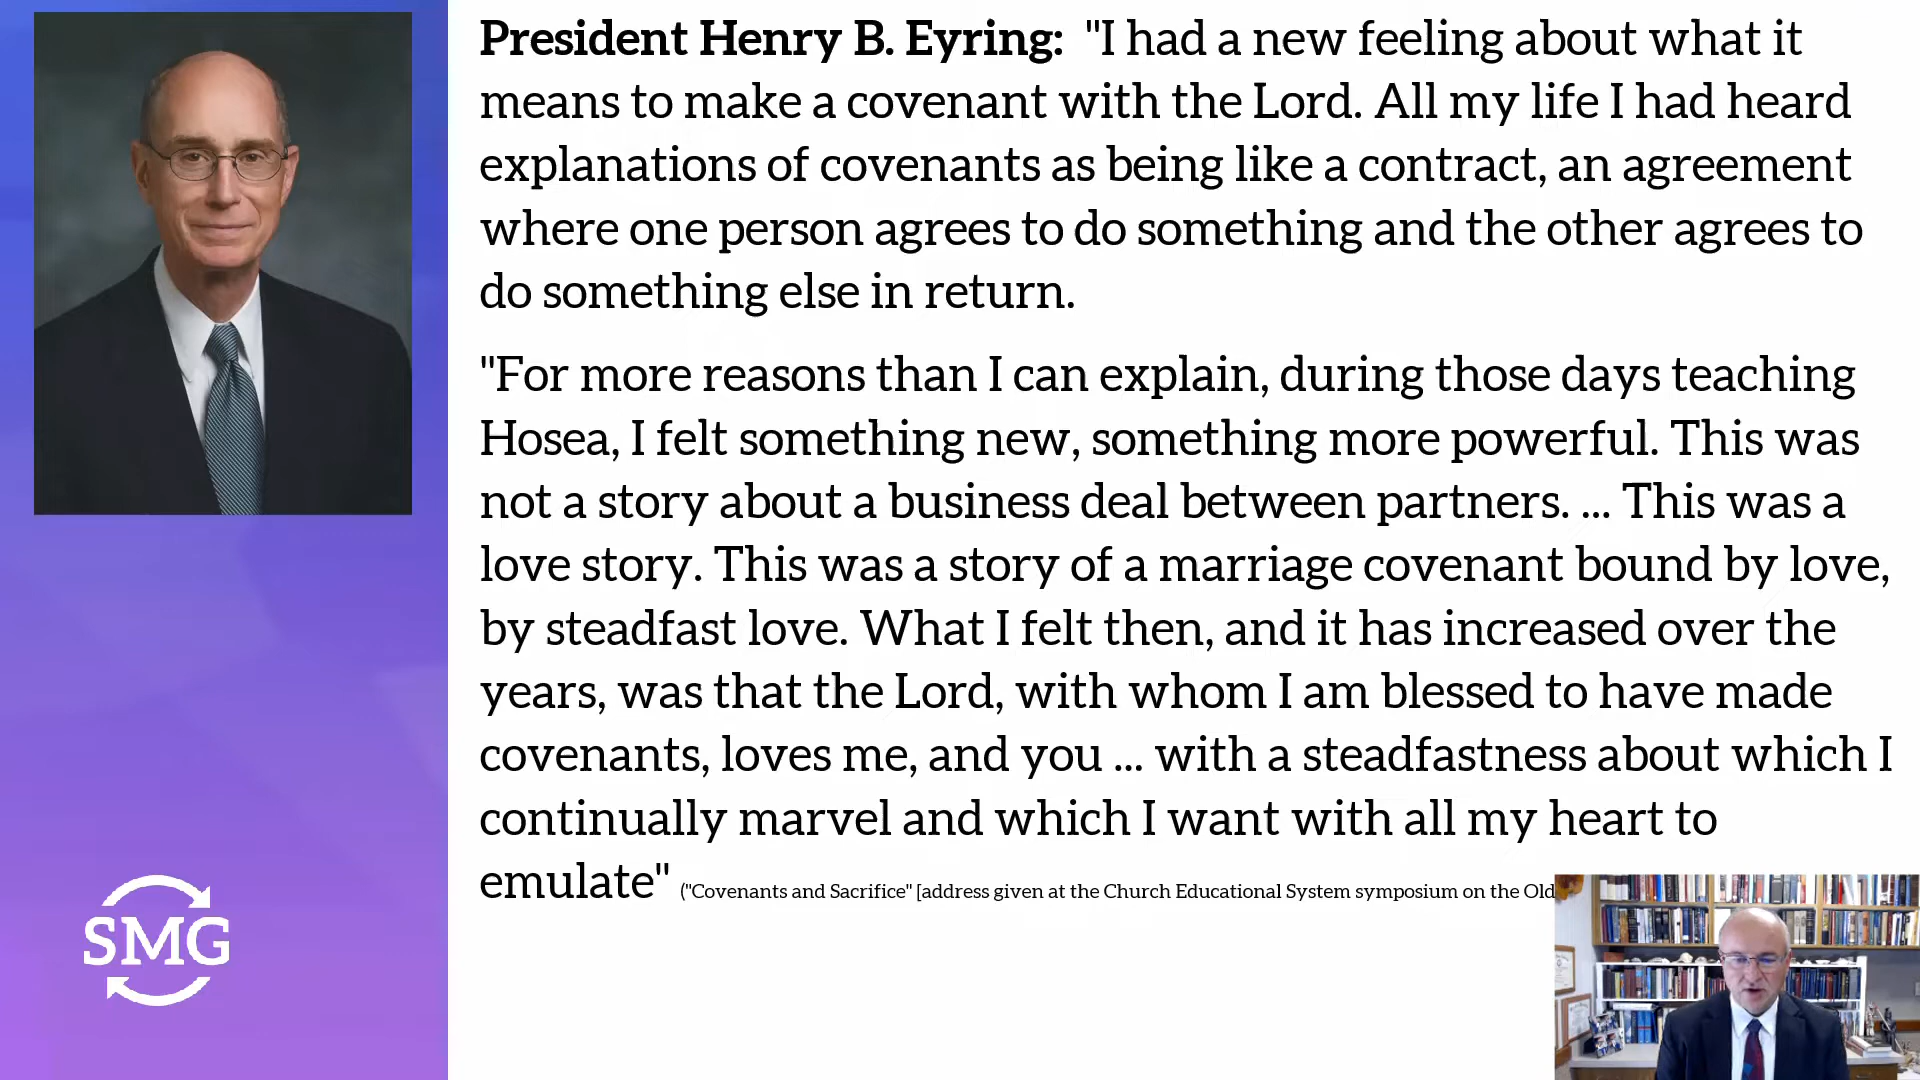 President Henry B. Eyring: "I had a new feeling about what it
means to make a covenant with the Lord. All my life I had heard
explanations of covenants as being like a contract, an agreement
where one person agrees to do something and the other agrees to
do something else in return.
"For more reasons than I can explain, during those days teaching
Hosea, I felt something new, something more powerful. This was
not a story about a business deal between partners. ... This was a
love story. This was a story of a marriage covenant bound by love,
by steadfast love. What I felt then, and it has increased over the
years, was that the Lord, with whom I am blessed to have made
covenants, loves me, and you ... with a steadfastness about which I
continually marvel and which I want with all my heart to
emulate" ("Covenants and Sacrifice" [address given at the Church Educational System symposium on the Old
SMG